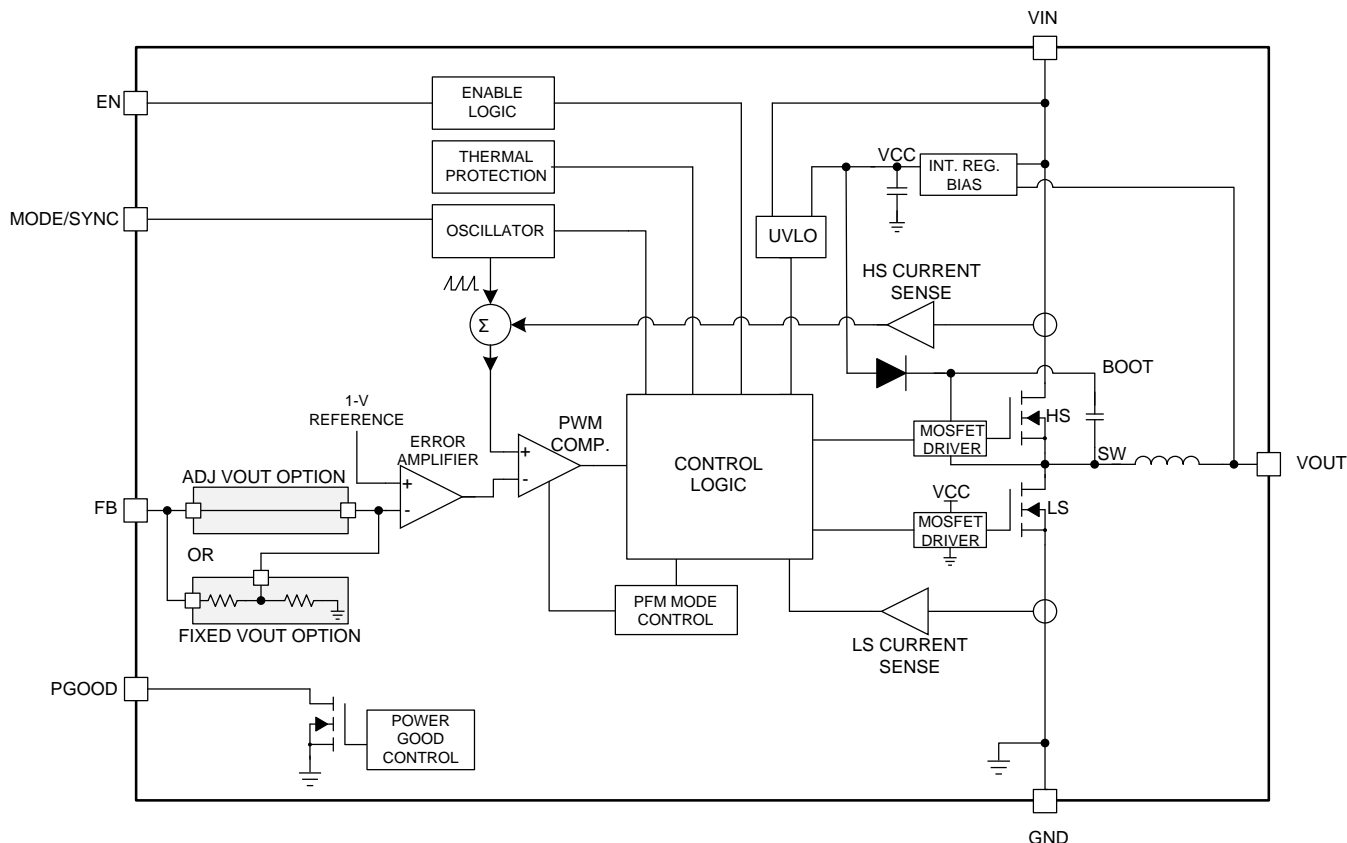 VIN
EN
ENABLE
LOGIC
THERMAL
PROTECTION
VCC
INT. REG.
BIAS
MODE/SYNC
OSCILLATOR
UVLO
HS CURRENT
SENSE
Σ
BOOT
1-V
REFERENCE
ERROR
AMPLIFIER
+
-
PWM
COMP.
+
-
CONTROL
LOGIC
MOSFET
DRIVER
HS
SW
VOUT
ADJ VOUT OPTION
FB
OR
FIXED VOUT OPTION
VCC
MOSFET
DRIVER
LS
PFM MODE
CONTROL
LS CURRENT
SENSE
PGOOD
POWER
GOOD
CONTROL
GND